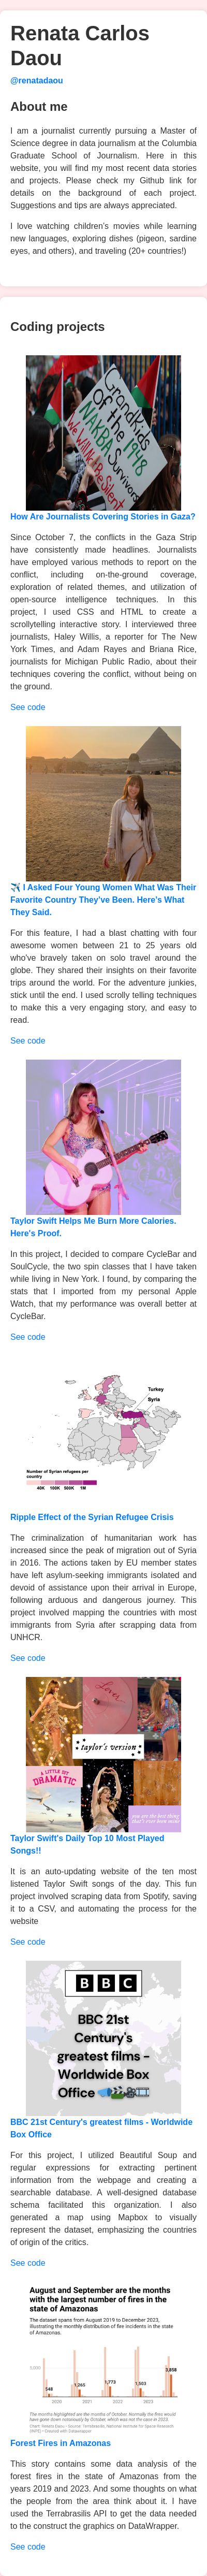 Renata Carlos
Daou
@renatadaou
About me
I am a journalist currently pursuing a Master of
Science degree in data journalism at the Columbia
Graduate School of Journalism. Here in this
website, you will find my most recent data stories
and projects. Please check my Github link for
details on the background of each project.
Suggestions and tips are always appreciated.
I love watching children's movies while learning
new languages, exploring dishes (pigeon, sardine
eyes, and others), and traveling (20+ countries!)
Coding projects
Grandkids
of the 1948
NAKBA
Survivors
We will not be Silent
How Are Journalists Covering Stories in Gaza?
Since October 7, the conflicts in the Gaza Strip
have consistently made headlines. Journalists
have employed various methods to report on the
conflict, including on-the-ground coverage,
exploration of related themes, and utilization of
open-source intelligence techniques. In this
project, I used CSS and HTML to create a
scrollytelling interactive story. I interviewed three
journalists, Haley Willis, a reporter for The New
York Times, and Adam Rayes and Briana Rice,
journalists for Michigan Public Radio, about their
techniques covering the conflict, without being on
the ground.
See code
✈️ I Asked Four Young Women What Was Their
Favorite Country They've Been. Here's What
They Said.
For this feature, I had a blast chatting with four
awesome women between 21 to 25 years old
who've bravely taken on solo travel around the
globe. They shared their insights on their favorite
trips around the world. For the adventure junkies,
stick until the end. I used scrolly telling techniques
to make this a very engaging story, and easy to
read.
See code
Taylor Swift Helps Me Burn More Calories.
Here's Proof.
In this project, I decided to compare CycleBar and
SoulCycle, the two spin classes that I have taken
while living in New York. I found, by comparing the
stats that I imported from my personal Apple
Watch, that my performance was overall better at
CycleBar.
See code
Turkey
Syria
Number of Syrian refugees per
country
40K 100K 500K 1M
Ripple Effect of the Syrian Refugee Crisis
The criminalization of humanitarian work has
increased since the peak of migration out of Syria
in 2016. The actions taken by EU member states
have left asylum-seeking immigrants isolated and
devoid of assistance upon their arrival in Europe,
following arduous and dangerous journey. This
project involved mapping the countries with most
immigrants from Syria after scraping data from
UNHCR.
See code
Lover
taylor's version
A LITTLE BIT
DRAMATIC
you are the best thing
that's ever been mine
Taylor Swift's Daily Top 10 Most Played
Songs!!
It is an auto-updating website of the ten most
listened Taylor Swift songs of the day. This fun
project involved scraping data from Spotify, saving
it to a CSV, and automating the process for the
website
See code
BBC
BBC 21st
Century's
greatest films -
Worldwide Box
Office
BBC 21st Century's greatest films - Worldwide
Box Office
For this project, I utilized Beautiful Soup and
regular expressions for extracting pertinent
information from the webpage and creating a
searchable database. A well-designed database
schema facilitated this organization. I also
generated a map using Mapbox to visually
represent the dataset, emphasizing the countries
of origin of the critics.
See code
August and September are the months
with the largest number of fires in the
state of Amazonas
The dataset spans from August 2019 to December 2023,
illustrating the monthly distribution of fire incidents in the state
of Amazonas.
3,858
3,000
548
1,265
1,773
1,503
2020 2021 2022 2023
The months highlighted are the months of October. Normally the fires would
have gone down notoriously by October, which was not the case in 2023.
Chart: Renata Daou • Source: Terrabrasilis, National Institute for Space Research
(INPE) • Created with Datawrapper
Forest Fires in Amazonas
This story contains some data analysis of the
forest fires in the state of Amazonas from the
years 2019 and 2023. And some thoughts on what
the people from the area think about it. I have
used the Terrabrasilis API to get the data needed
to the construct the graphics on DataWrapper.
See code